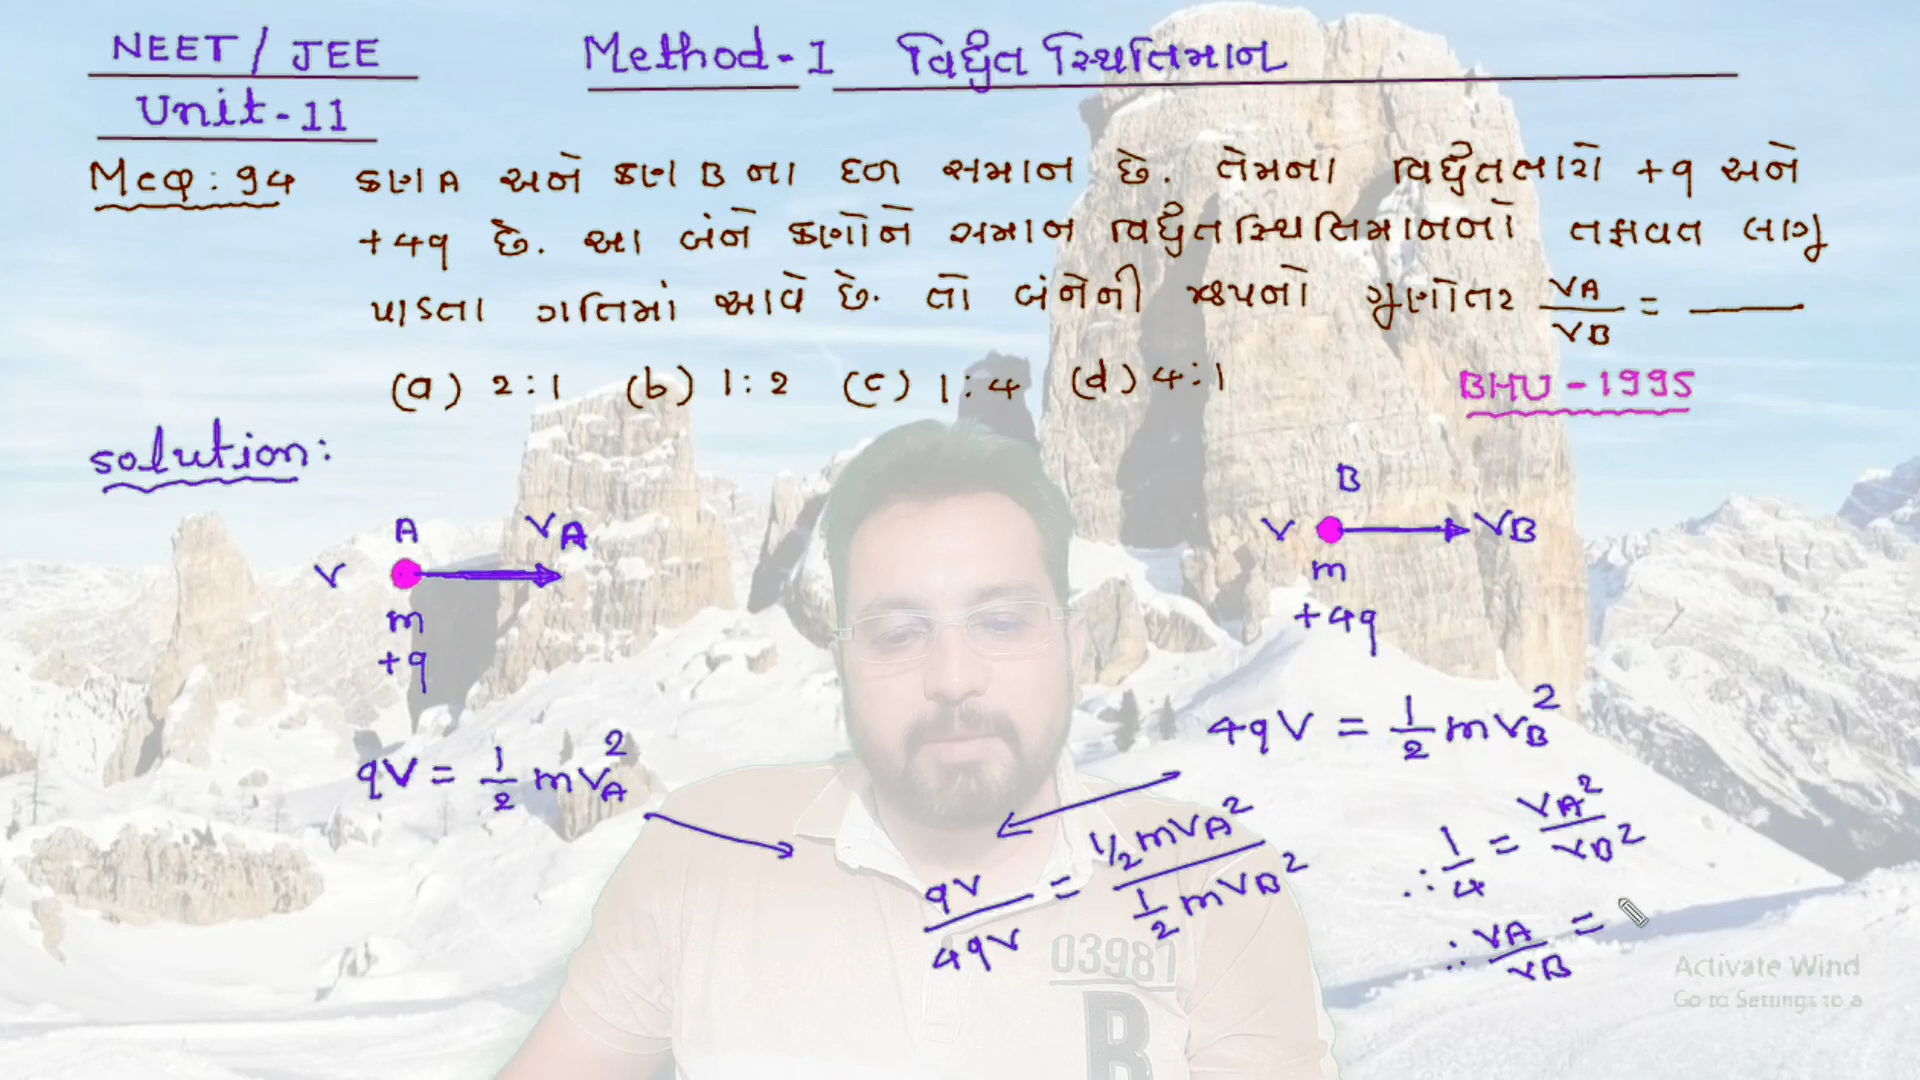 NEET / JEE
Method-1 વિદ્યુત સ્થિતિમાન
Unit-11
Mcq: 94 કણ A અને કણ B ના દળ સમાન છે. તેમના વિદ્યુતભારો +q અને
+4q છે. આ બંને કણોને સમાન વિદ્યુતસ્થિતિમાનનો તફાવત લાગુ
પાડતા ગતિમાં આવે છે. તો બંનેની ઝડપનો ગુણોતર VA/VB = ____
(a) 2:1 (b) 1:2 (c) 1:4 (d) 4:1
BHU-1995
solution:
A
VA
V
m
+q
B
V
VB
m
+4q
qV = 1/2 mVA²
4qV = 1/2 mVB²
qV/4qV = 1/2 mVA² / 1/2 mVB²
∴ 1/4 = VA²/VB²
∴ VA/VB =
03981
B
Activate Wind
Go to Settings to a